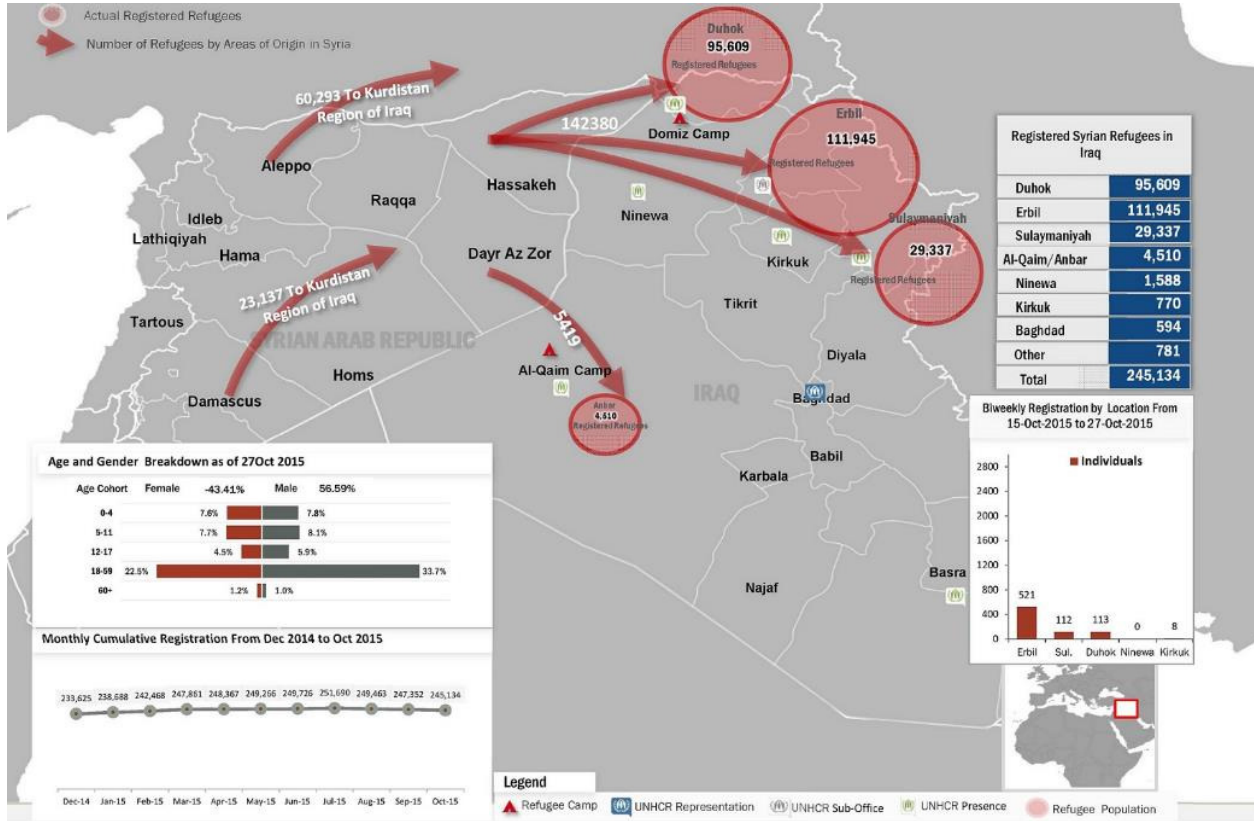 Actual Registered Refugees
Number of Refugees by Areas of Origin in Syria
60,293 To Kurdistan
Region of Iraq
142380
Duhok
95,609
Registered Refugees
Domiz Camp
Erbil
111,945
Registered Refugees
Sulaymaniyah
29,337
Registered Refugees
Aleppo
Raqqa
Hassakeh
Ninewa
Kirkuk
Idleb
Lathiqiyah
Hama
Dayr Az Zor
Tikrit
23,137 To Kurdistan
Region of Iraq
Tartous
SYRIAN ARAB REPUBLIC
Homs
Damascus
5419
Al-Qaim Camp
Anbar
4,510
Registered Refugees
IRAQ
Diyala
Baghdad
Babil
Karbala
Najaf
Basra
Registered Syrian Refugees in
Iraq
Duhok 95,609
Erbil 111,945
Sulaymaniyah 29,337
Al-Qaim/Anbar 4,510
Ninewa 1,588
Kirkuk 770
Baghdad 594
Other 781
Total 245,134
Biweekly Registration by Location From
15-Oct-2015 to 27-Oct-2015
Individuals
2800
2400
2000
1600
1200
800
400
0
521 112 113 0 8
Erbil Sul. Duhok Ninewa Kirkuk
Age and Gender Breakdown as of 27Oct 2015
Age Cohort Female -43.41% Male 56.59%
0-4 7.6% 7.8%
5-11 7.7% 8.1%
12-17 4.5% 5.9%
18-59 22.5% 33.7%
60+ 1.2% 1.0%
Monthly Cumulative Registration From Dec 2014 to Oct 2015
233,625 238,688 242,468 247,861 248,367 249,266 249,726 251,690 249,463 247,352 245,134
Dec-14 Jan-15 Feb-15 Mar-15 Apr-15 May-15 Jun-15 Jul-15 Aug-15 Sep-15 Oct-15
Legend
Refugee Camp UNHCR Representation UNHCR Sub-Office UNHCR Presence Refugee Population